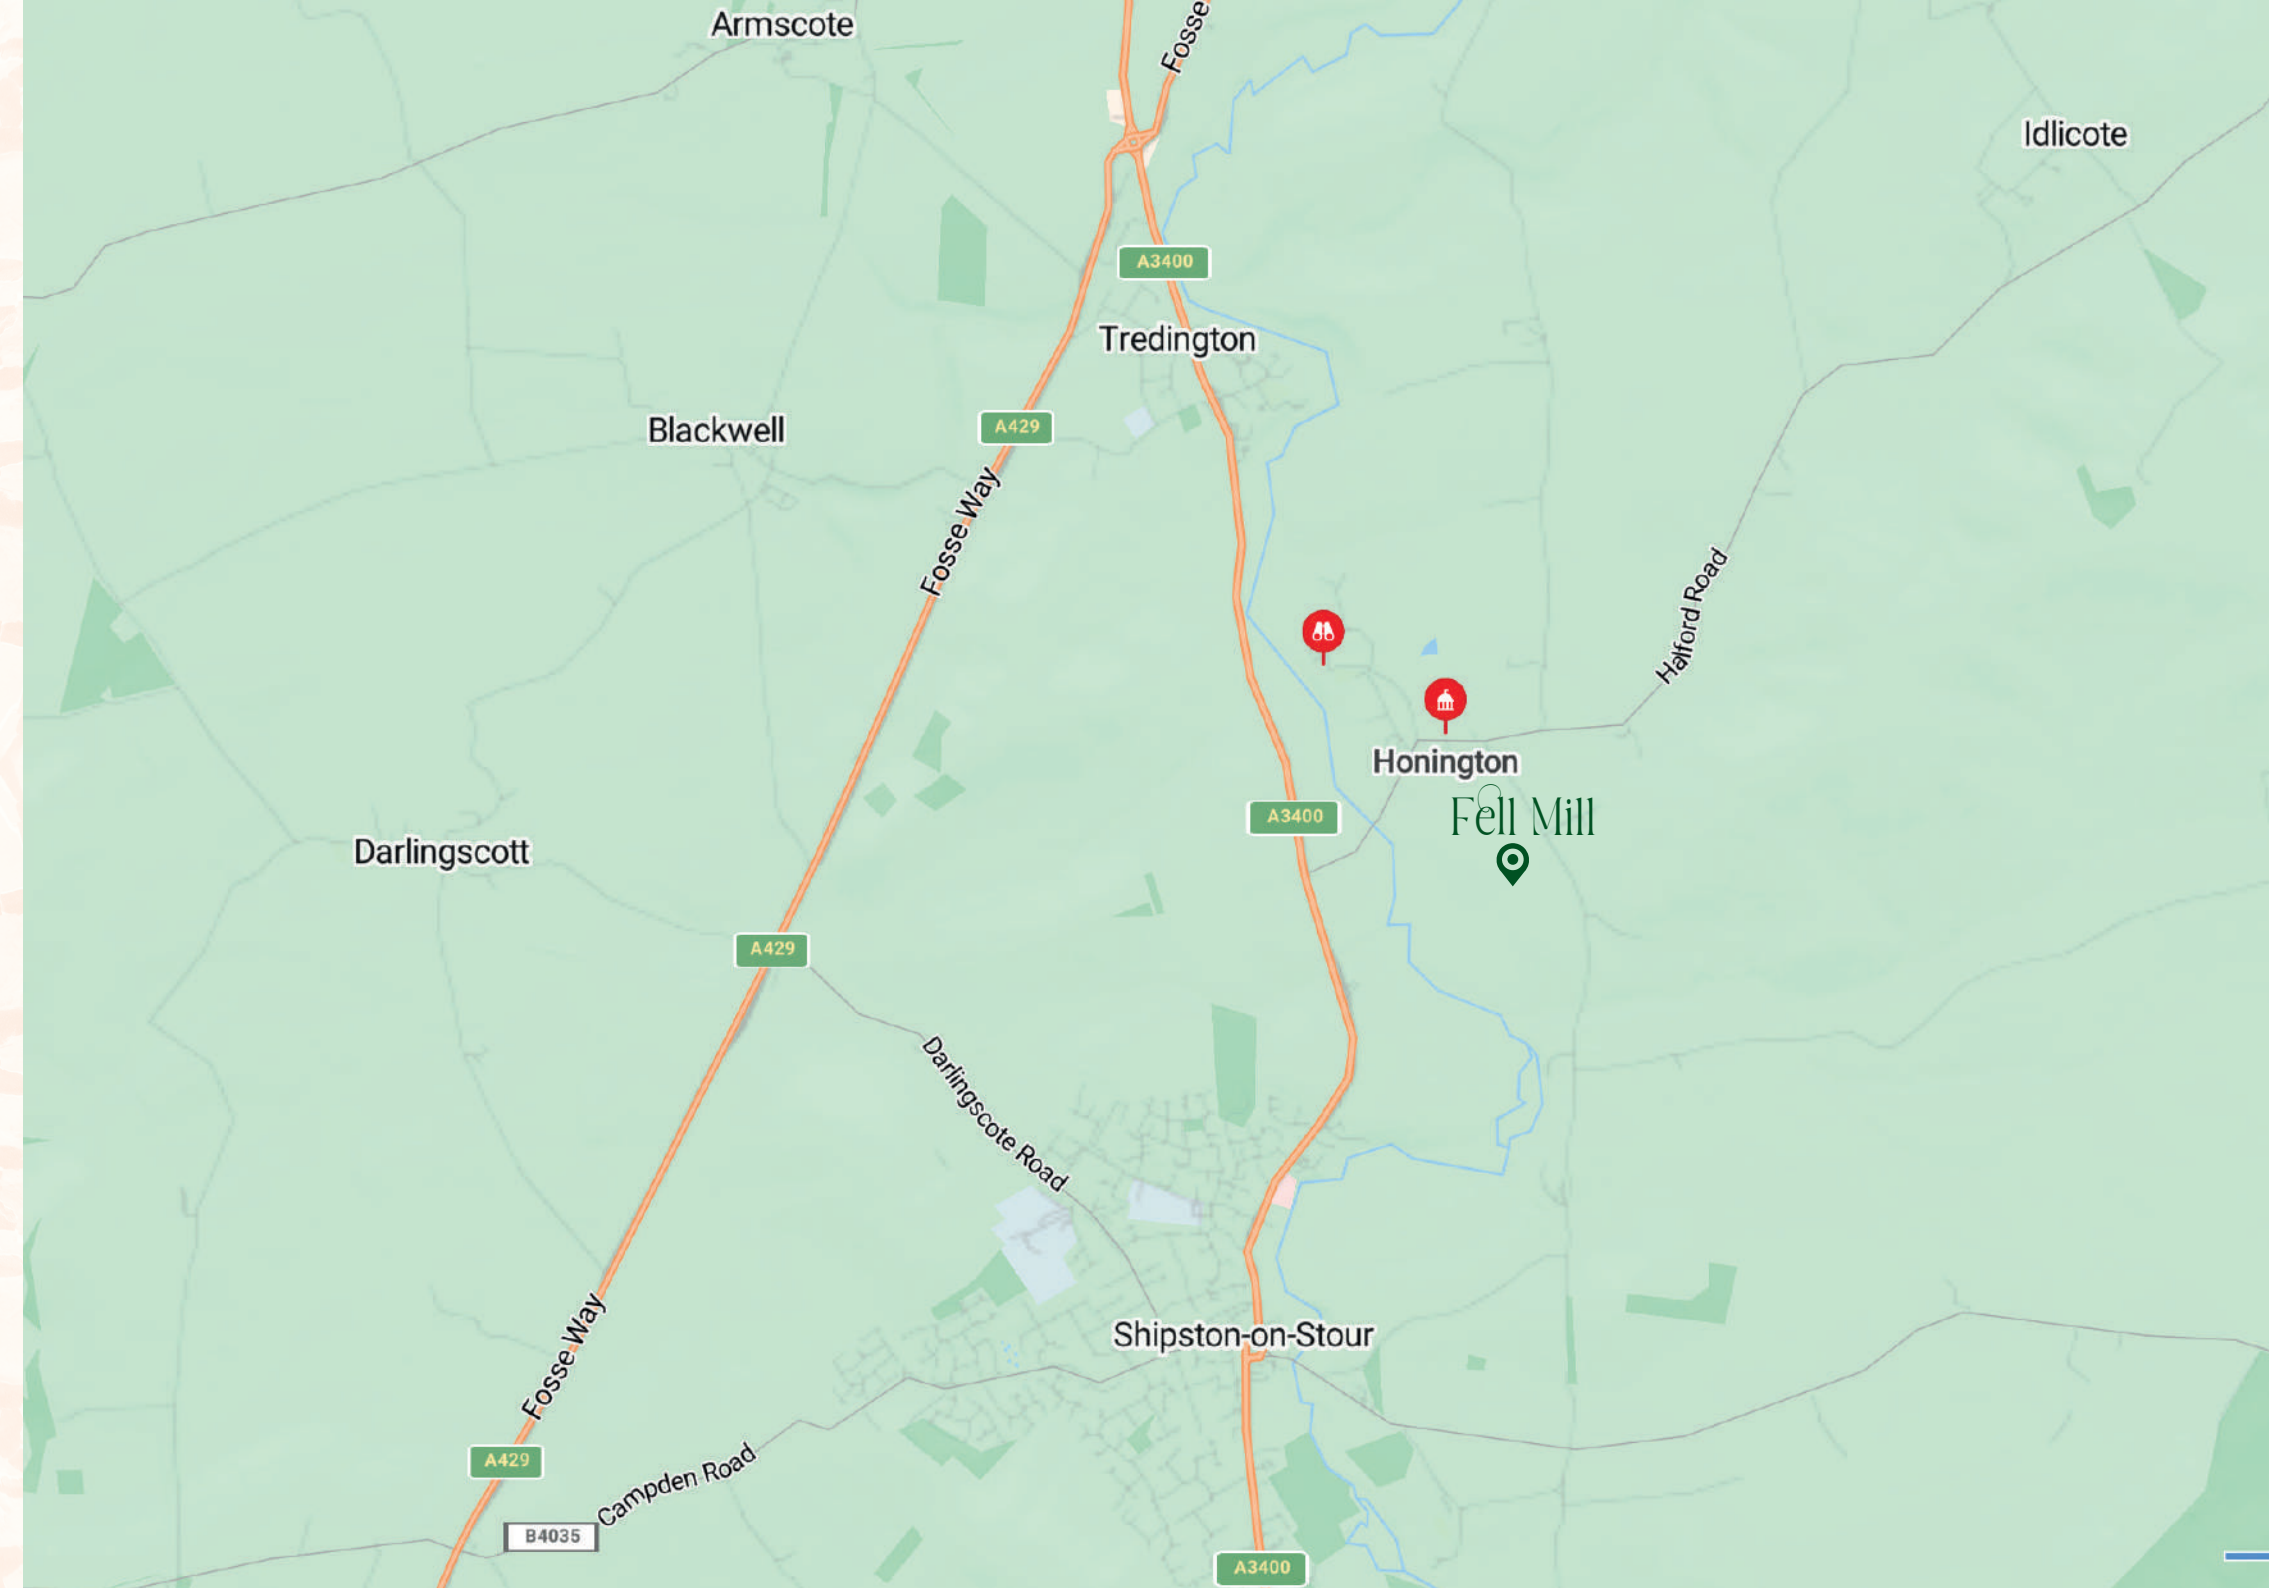 Armscote
Fosse
Idlicote
A3400
Tredington
A429
Blackwell
Fosse Way
Halford Road
Honington
Fell Mill
A3400
Darlingscott
A429
Darlingscote Road
Shipston-on-Stour
Fosse Way
A429
Campden Road
B4035
A3400